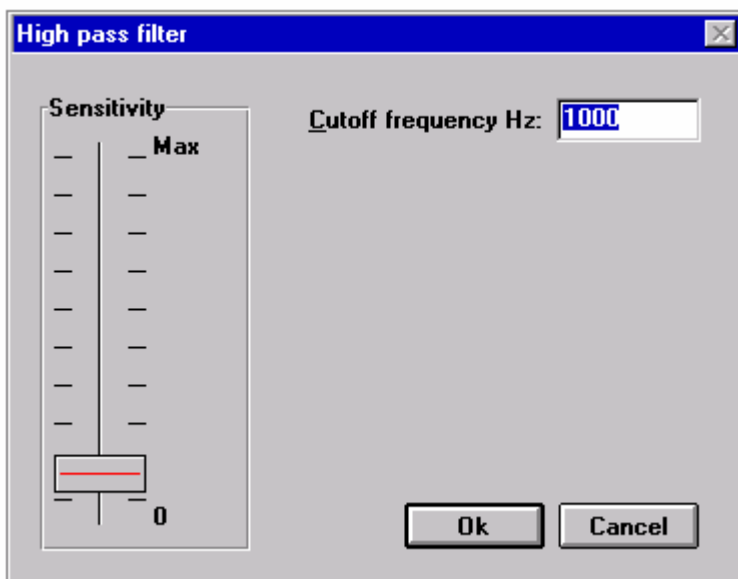 High pass filter
Sensitivity
Max
0
Cutoff frequency Hz: 1000
Ok
Cancel